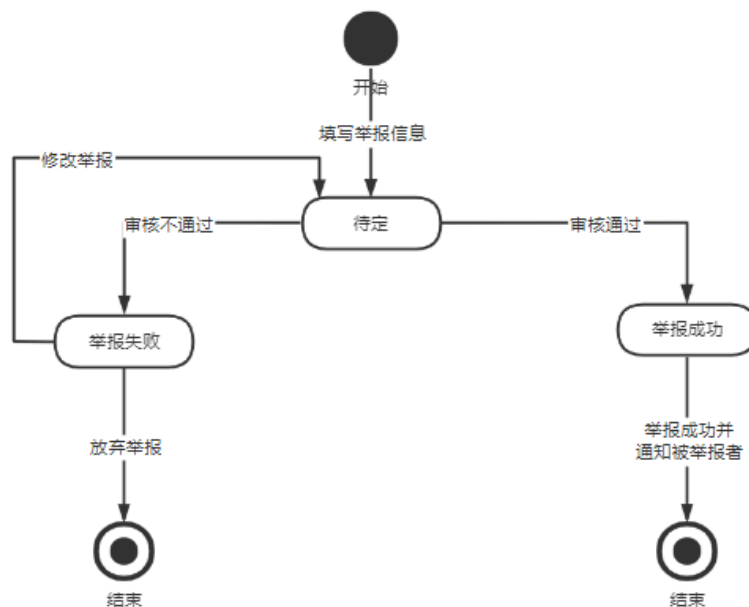 开始
填写举报信息
修改举报
待定
审核不通过
审核通过
举报失败
举报成功
放弃举报
举报成功并
通知被举报者
结束
结束